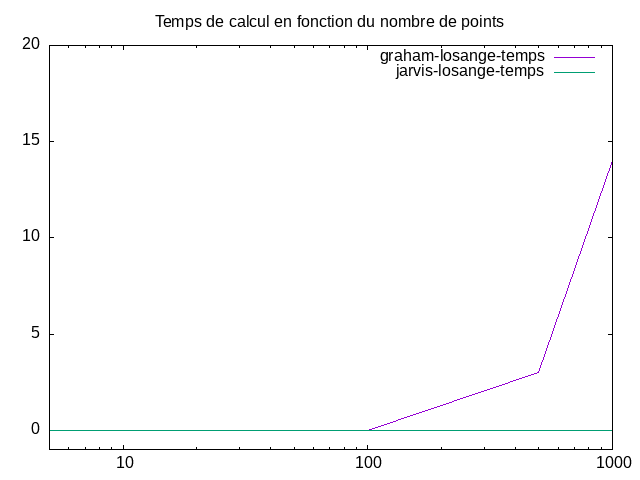 Temps de calcul en fonction du nombre de points
graham-losange-temps
jarvis-losange-temps
20
15
10
5
0
10 100 1000